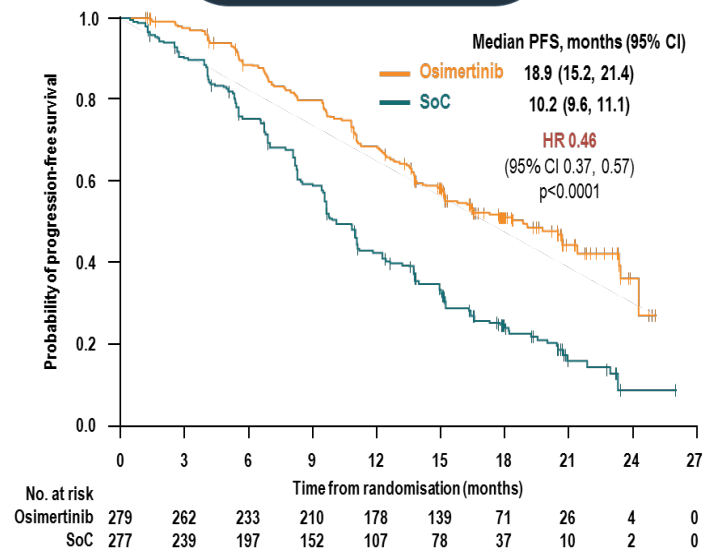 Median PFS, months (95% CI)
Osimertinib 18.9 (15.2, 21.4)
SoC 10.2 (9.6, 11.1)
HR 0.46
(95% CI 0.37, 0.57)
p<0.0001
Probability of progression-free survival
1.0
0.8
0.6
0.4
0.2
0.0
0 3 6 9 12 15 18 21 24 27
Time from randomisation (months)
No. at risk
Osimertinib 279 262 233 210 178 139 71 26 4 0
SoC 277 239 197 152 107 78 37 10 2 0